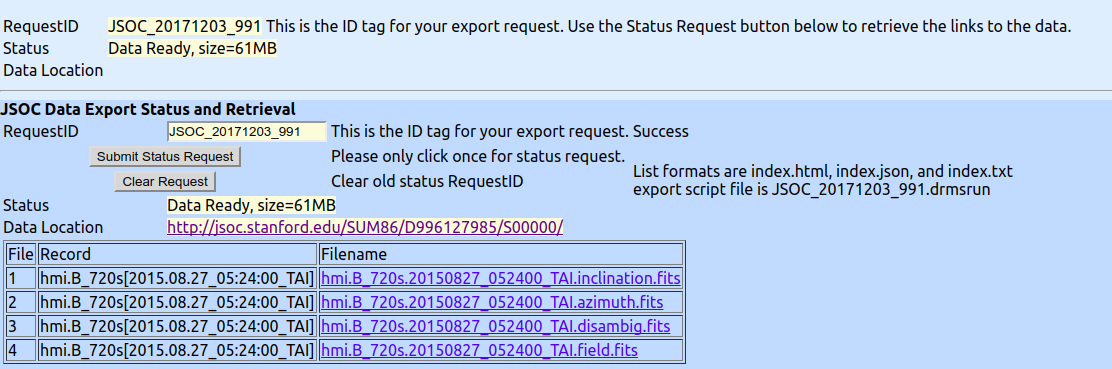 RequestID JSOC_20171203_991 This is the ID tag for your export request. Use the Status Request button below to retrieve the links to the data.
Status Data Ready, size=61MB
Data Location
JSOC Data Export Status and Retrieval
RequestID JSOC_20171203_991 This is the ID tag for your export request. Success
Submit Status Request Please only click once for status request.
List formats are index.html, index.json, and index.txt
Clear Request Clear old status RequestID
export script file is JSOC_20171203_991.drmsrun
Status Data Ready, size=61MB
Data Location http://jsoc.stanford.edu/SUM86/D996127985/S00000/
File Record Filename
1 hmi.B_720s[2015.08.27_05:24:00_TAI] hmi.B_720s.20150827_052400_TAI.inclination.fits
2 hmi.B_720s[2015.08.27_05:24:00_TAI] hmi.B_720s.20150827_052400_TAI.azimuth.fits
3 hmi.B_720s[2015.08.27_05:24:00_TAI] hmi.B_720s.20150827_052400_TAI.disambig.fits
4 hmi.B_720s[2015.08.27_05:24:00_TAI] hmi.B_720s.20150827_052400_TAI.field.fits